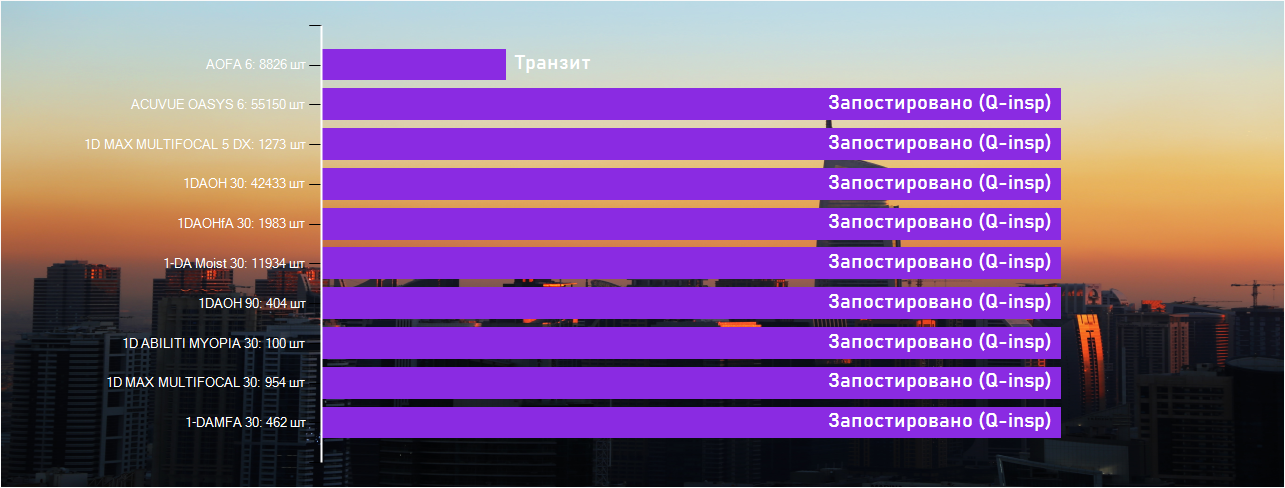 AOFA 6: 8826 шт Транзит
ACUVUE OASYS 6: 55150 шт Запостировано (Q-insp)
1D MAX MULTIFOCAL 5 DX: 1273 шт Запостировано (Q-insp)
1DAOH 30: 42433 шт Запостировано (Q-insp)
1DAOHfA 30: 1983 шт Запостировано (Q-insp)
1-DA Moist 30: 11934 шт Запостировано (Q-insp)
1DAOH 90: 404 шт Запостировано (Q-insp)
1D ABILITI MYOPIA 30: 100 шт Запостировано (Q-insp)
1D MAX MULTIFOCAL 30: 954 шт Запостировано (Q-insp)
1-DAMFA 30: 462 шт Запостировано (Q-insp)